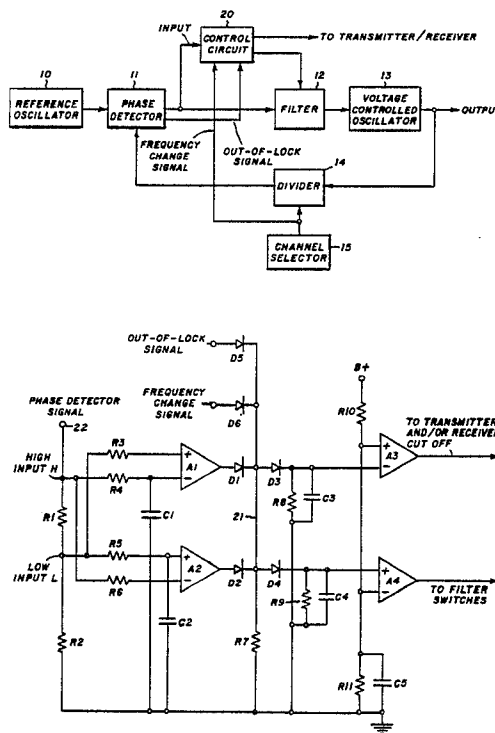 20
INPUT
CONTROL
CIRCUIT
TO TRANSMITTER/RECEIVER
10
11
12
13
REFERENCE
OSCILLATOR
PHASE
DETECTOR
FILTER
VOLTAGE
CONTROLLED
OSCILLATOR
OUTPUT
FREQUENCY
CHANGE
SIGNAL
OUT-OF-LOCK
SIGNAL
14
DIVIDER
CHANNEL
SELECTOR
15
OUT-OF-LOCK
SIGNAL
D5
B+
FREQUENCY
CHANGE
SIGNAL
D6
R10
PHASE DETECTOR
SIGNAL
22
TO TRANSMITTER
AND/OR RECEIVER
CUT OFF
R3
+
A1
-
D1
D3
+
A3
-
HIGH
INPUT H
R4
R1
C1
21
R8
C3
LOW
INPUT L
R5
+
A2
-
D2
D4
+
A4
-
R6
R9
C4
TO FILTER
SWITCHES
R2
C2
R7
R11
C5